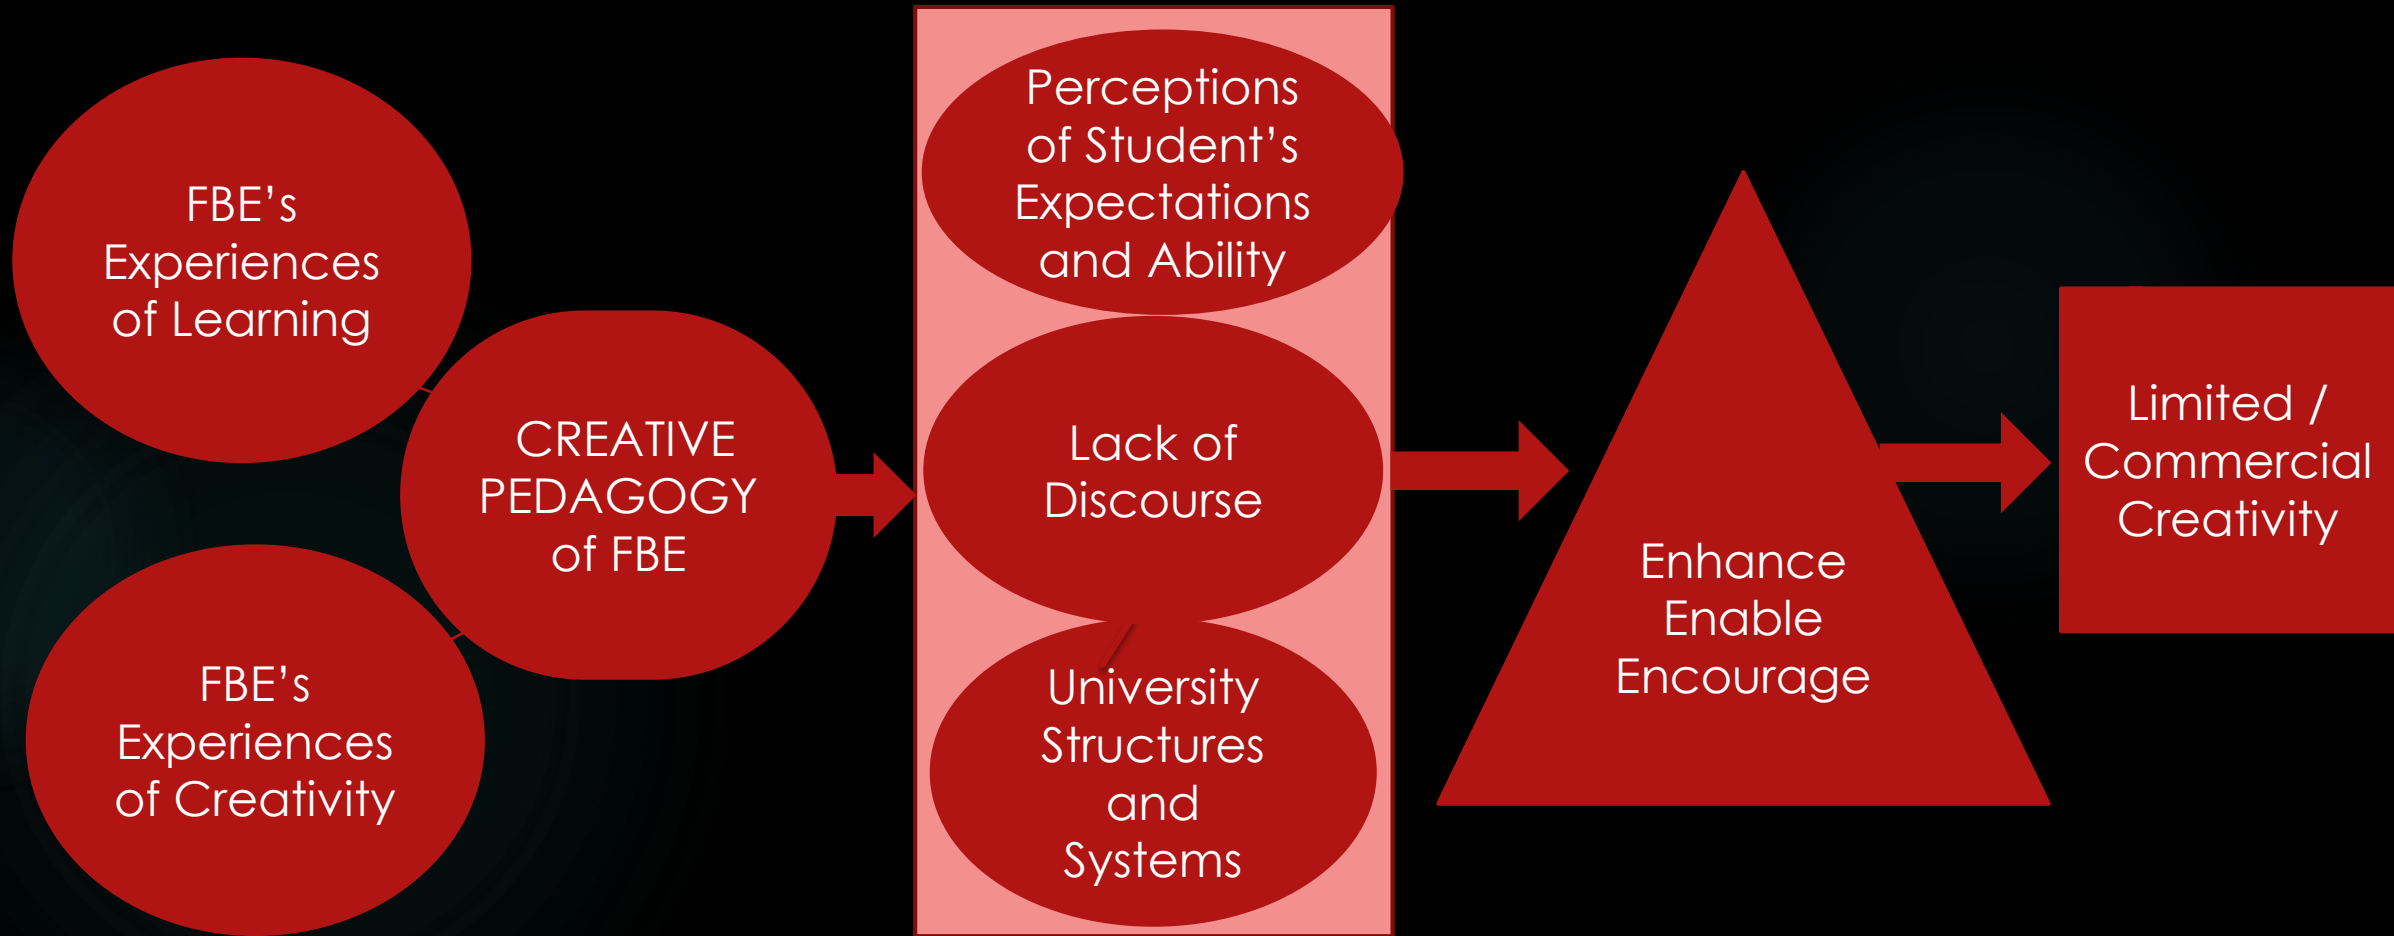 FBE’s
Experiences
of Learning
FBE’s
Experiences
of Creativity
CREATIVE
PEDAGOGY
of FBE
Perceptions
of Student’s
Expectations
and Ability
Lack of
Discourse
University
Structures
and
Systems
Enhance
Enable
Encourage
Limited /
Commercial
Creativity